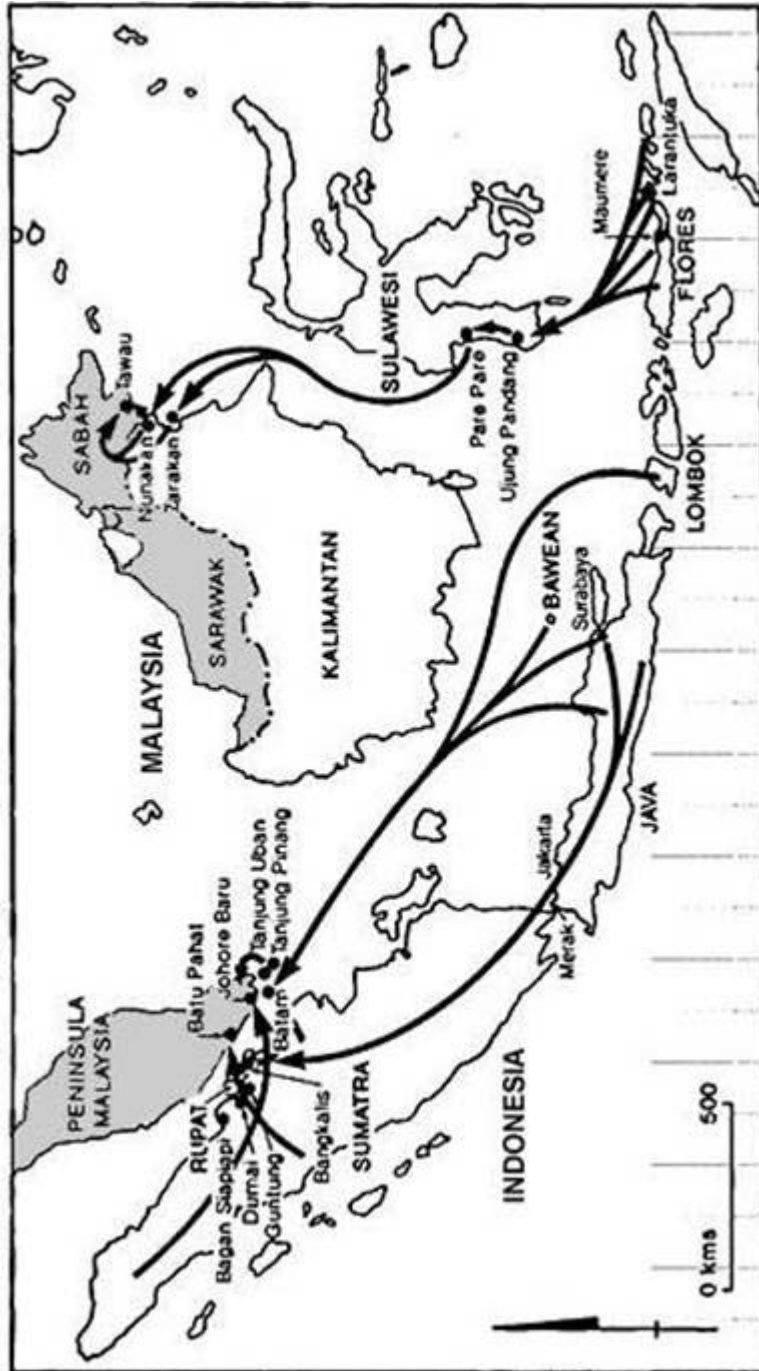 PENINSULA
MALAYSIA
Batu Pahat
Johore Baru
Tanjung Uban
Tanjung Pinang
Batam
RUPAT
Bagan Siapiapi
Dumai
Guntung
Bangkalis
SUMATRA
INDONESIA
0 kms 500
MALAYSIA
SARAWAK
SABAH
Tawau
Nunakan
Tarakan
KALIMANTAN
SULAWESI
Pare Pare
Ujung Pandang
Maumere
Larantuka
FLORES
LOMBOK
BAWEAN
Surabaya
Jakarta
Merak
JAVA